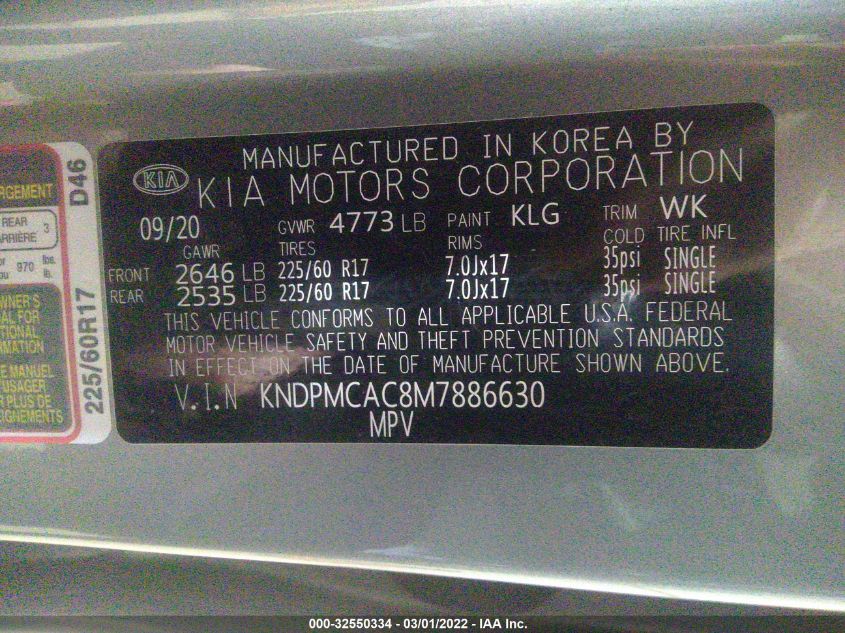 MANUFACTURED IN KOREA BY
KIA KIA MOTORS CORPORATION
09/20 GVWR 4773 LB PAINT KLG TRIM WK
GAWR TIRES RIMS COLD TIRE INFL
FRONT 2646 LB 225/60 R17 7.0Jx17 35psi SINGLE
REAR 2535 LB 225/60 R17 7.0Jx17 35psi SINGLE
THIS VEHICLE CONFORMS TO ALL APPLICABLE U.S.A. FEDERAL
MOTOR VEHICLE SAFETY AND THEFT PREVENTION STANDARDS
IN EFFECT ON THE DATE OF MANUFACTURE SHOWN ABOVE.
V.I.N KNDPMCAC8M7886630
MPV
REAR 3
970 lbs.
225/60R17 D46
000-32550334 - 03/01/2022 - IAA Inc.